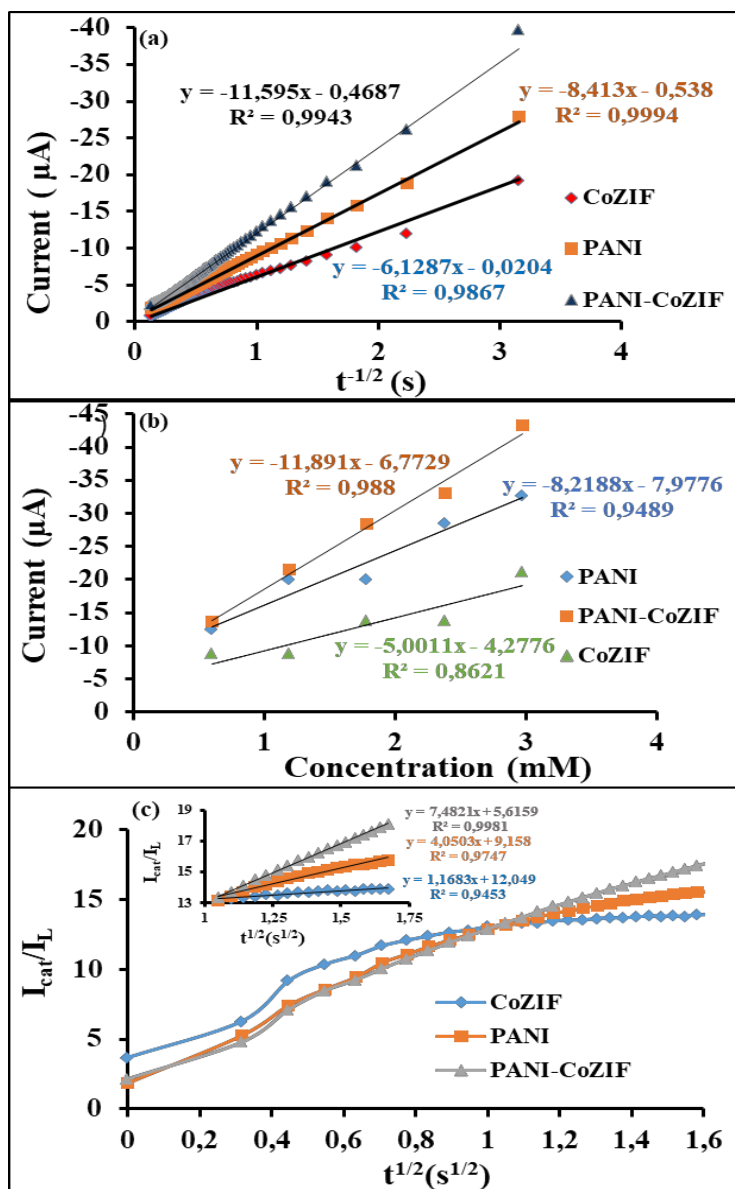 (a)
-40
-35
-30
-25
-20
-15
-10
-5
0
Current ( µA)
y = -11,595x - 0,4687
R² = 0,9943
y = -8,413x - 0,538
R² = 0,9994
y = -6,1287x - 0,0204
R² = 0,9867
CoZIF
PANI
PANI-CoZIF
1 2 3 4
t⁻¹/² (s)
(b)
-45
-40
-35
-30
-25
-20
-15
-10
-5
0
)
Current (µA)
y = -11,891x - 6,7729
R² = 0,988
y = -8,2188x - 7,9776
R² = 0,9489
y = -5,0011x - 4,2776
R² = 0,8621
PANI
PANI-CoZIF
CoZIF
0 1 2 3 4
Concentration (mM)
(c)
20
15
10
5
0
Icat/IL
19
18
17
16
15
14
13
Icat/IL
y = 7,4821x + 5,6159
R² = 0,9981
y = 4,0503x + 9,158
R² = 0,9747
y = 1,1683x + 12,049
R² = 0,9453
1 1,25 1,5 1,75
t¹/²(s¹/²)
CoZIF
PANI
PANI-CoZIF
0 0,2 0,4 0,6 0,8 1 1,2 1,4 1,6
t¹/²(s¹/²)